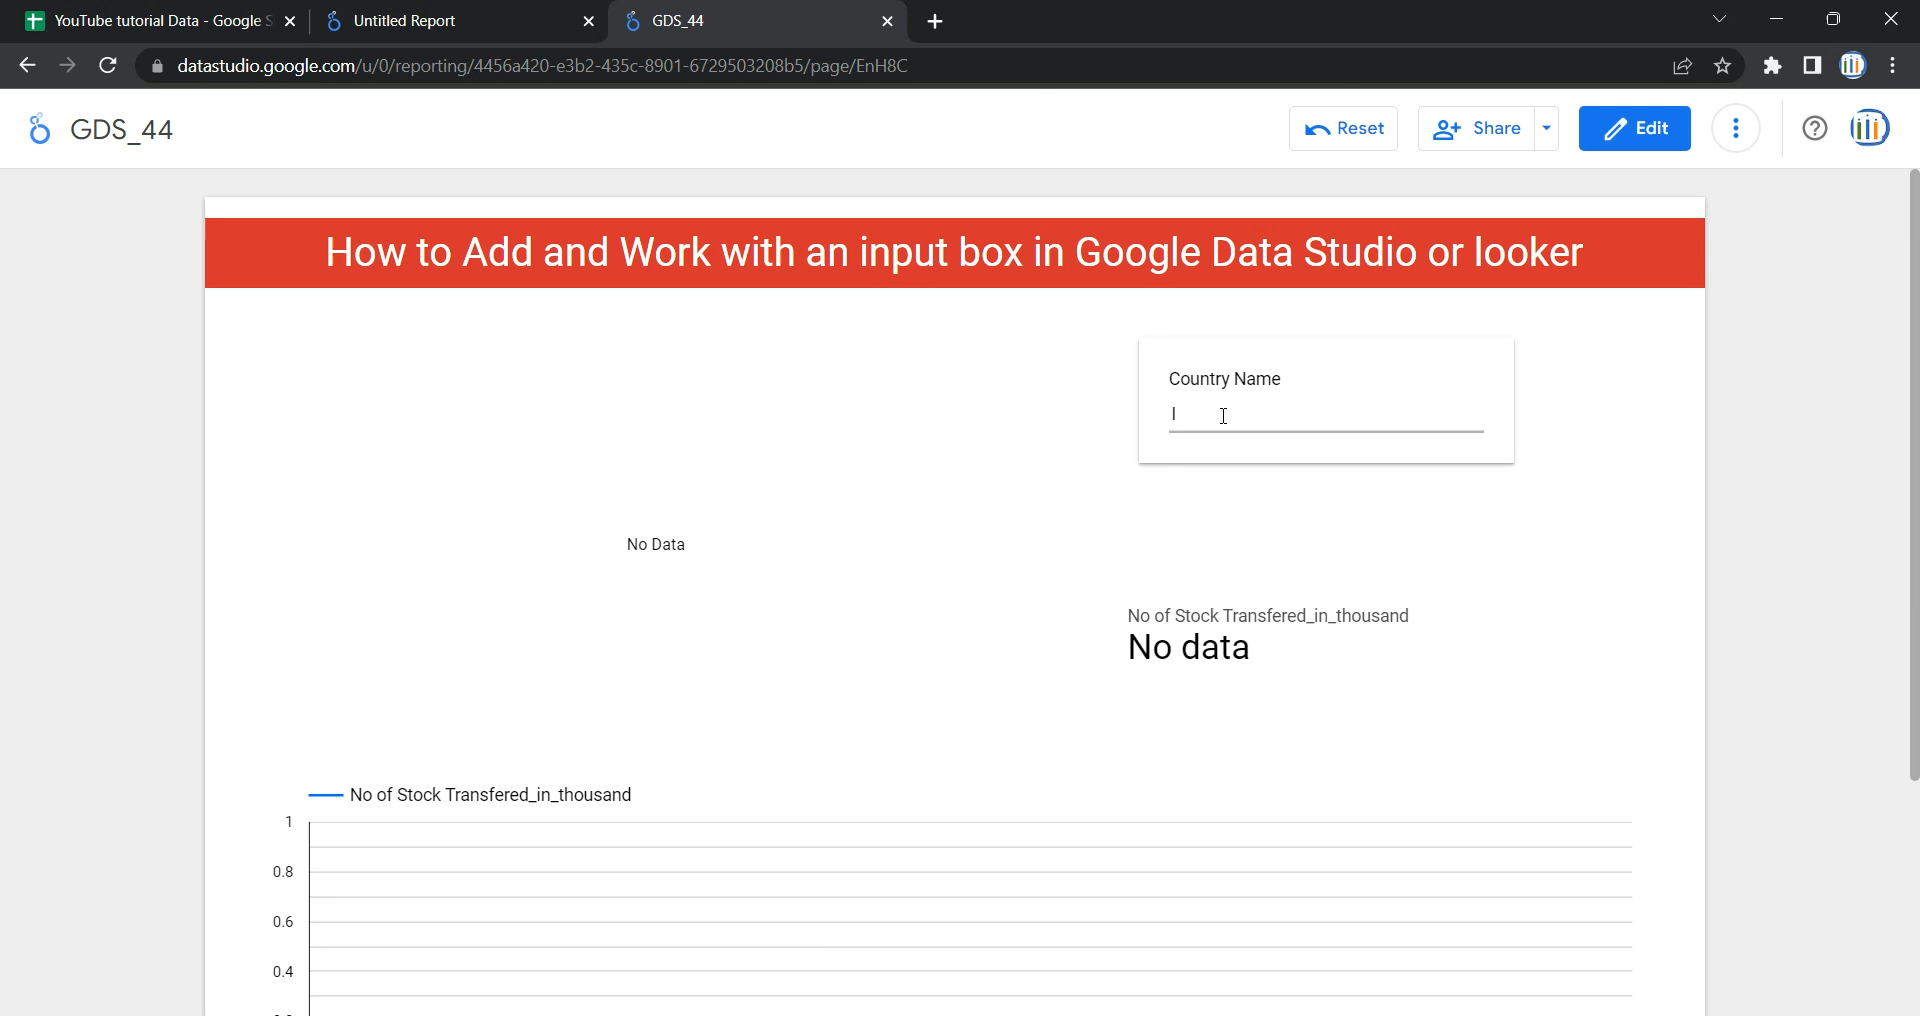 YouTube tutorial Data - Google S
Untitled Report
GDS_44
datastudio.google.com/u/0/reporting/4456a420-e3b2-435c-8901-6729503208b5/page/EnH8C
GDS_44
Reset
Share
Edit
How to Add and Work with an input box in Google Data Studio or looker
Country Name
I
No Data
No of Stock Transfered_in_thousand
No data
No of Stock Transfered_in_thousand
1
0.8
0.6
0.4